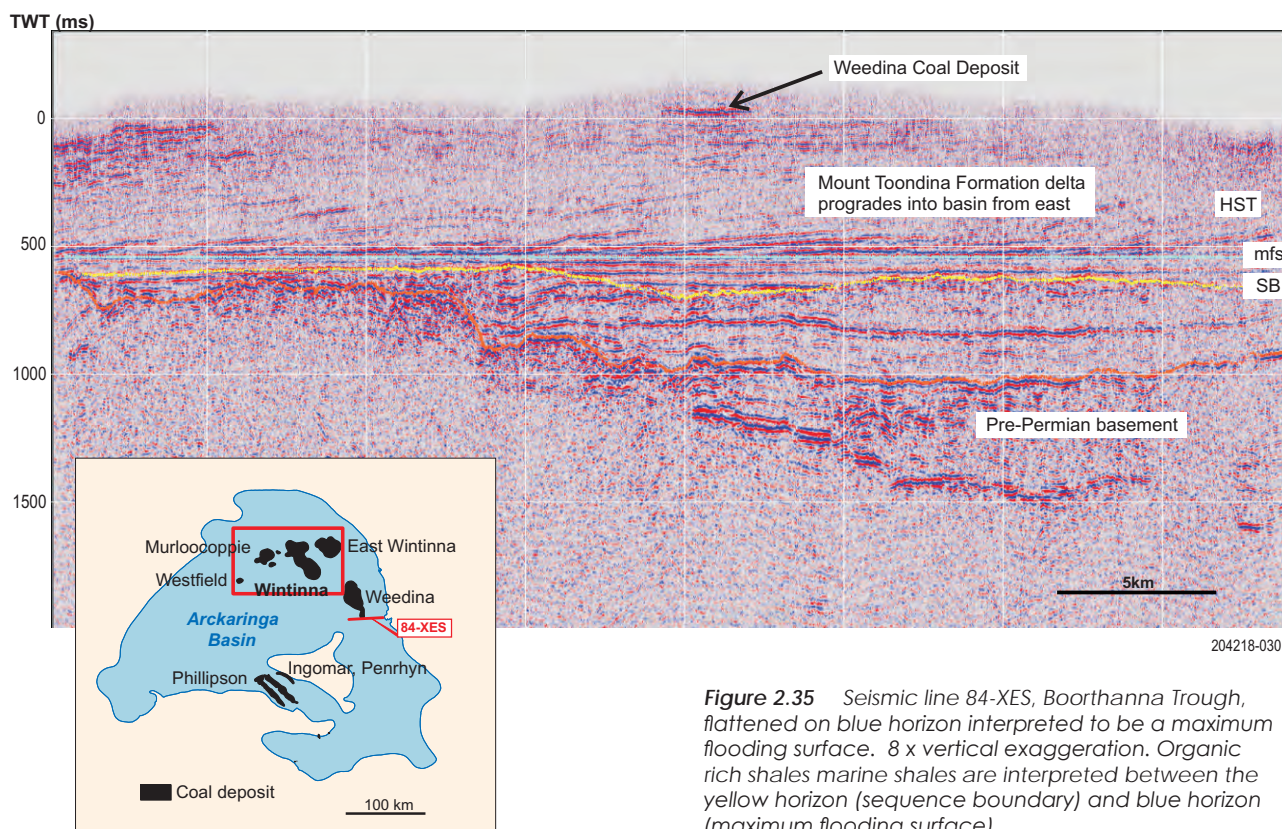 TWT (ms)
Weedina Coal Deposit
0
Mount Toondina Formation delta
progrades into basin from east
HST
500
mfs
SB
1000
Pre-Permian basement
1500
5km
204218-030
Murloocoppie
East Wintinna
Westfield
Wintinna
Weedina
Arckaringa
Basin
84-XES
Ingomar, Penrhyn
Phillipson
Coal deposit
100 km
Figure 2.35 Seismic line 84-XES, Boorthanna Trough,
flattened on blue horizon interpreted to be a maximum
flooding surface. 8 x vertical exaggeration. Organic
rich shales marine shales are interpreted between the
yellow horizon (sequence boundary) and blue horizon
(maximum flooding surface)